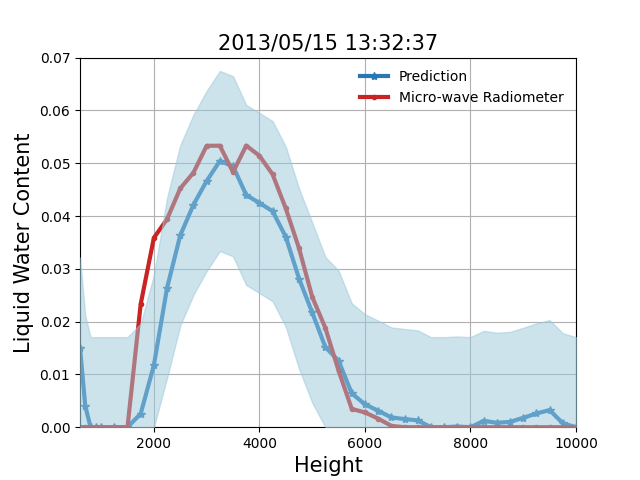 2013/05/15 13:32:37
Prediction
Micro-wave Radiometer
Liquid Water Content
0.07
0.06
0.05
0.04
0.03
0.02
0.01
0.00
2000 4000 6000 8000 10000
Height